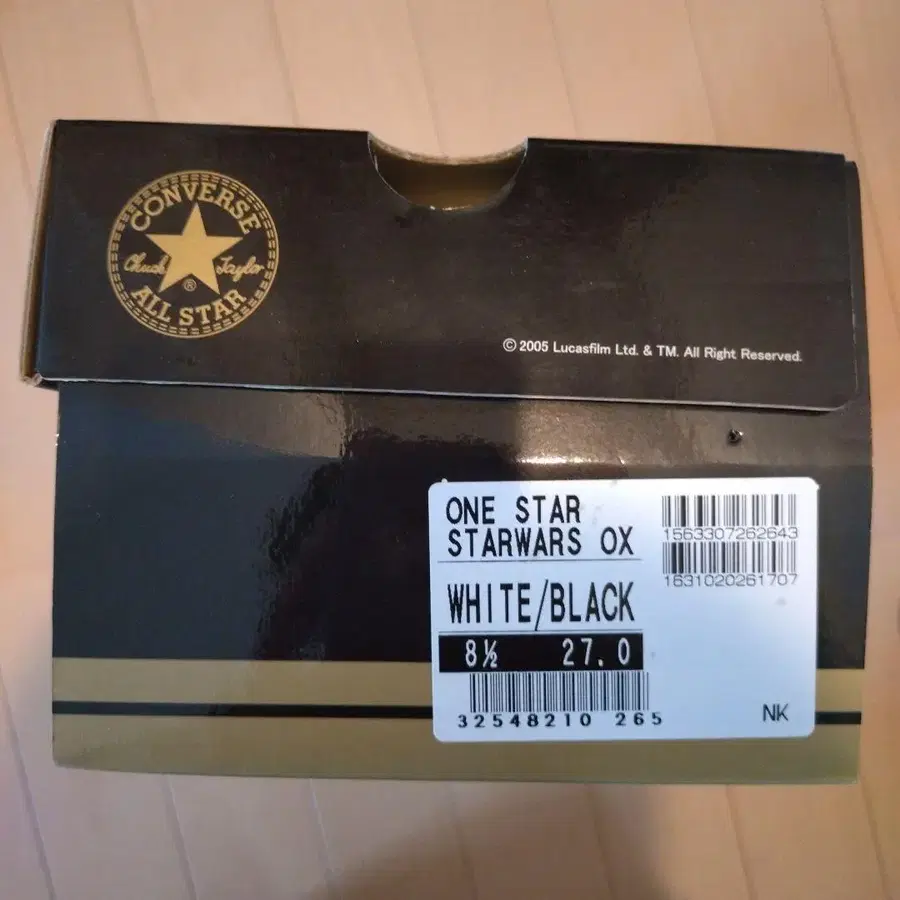 CONVERSE
Chuck Taylor
®
ALL STAR
© 2005 Lucasfilm Ltd. & TM. All Right Reserved.
ONE STAR
STARWARS OX
WHITE/BLACK
8½ 27.0
32548210 265
1563307262643
1631020261707
NK